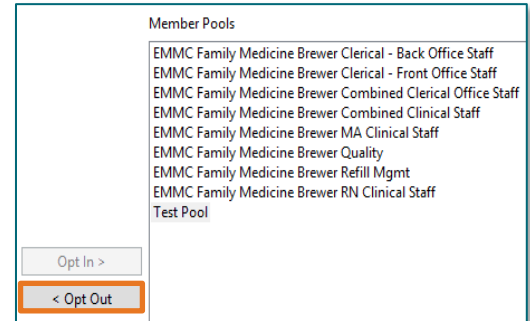 Member Pools
EMMC Family Medicine Brewer Clerical - Back Office Staff
EMMC Family Medicine Brewer Clerical - Front Office Staff
EMMC Family Medicine Brewer Combined Clerical Office Staff
EMMC Family Medicine Brewer Combined Clinical Staff
EMMC Family Medicine Brewer MA Clinical Staff
EMMC Family Medicine Brewer Quality
EMMC Family Medicine Brewer Refill Mgmt
EMMC Family Medicine Brewer RN Clinical Staff
Test Pool
Opt In >
< Opt Out